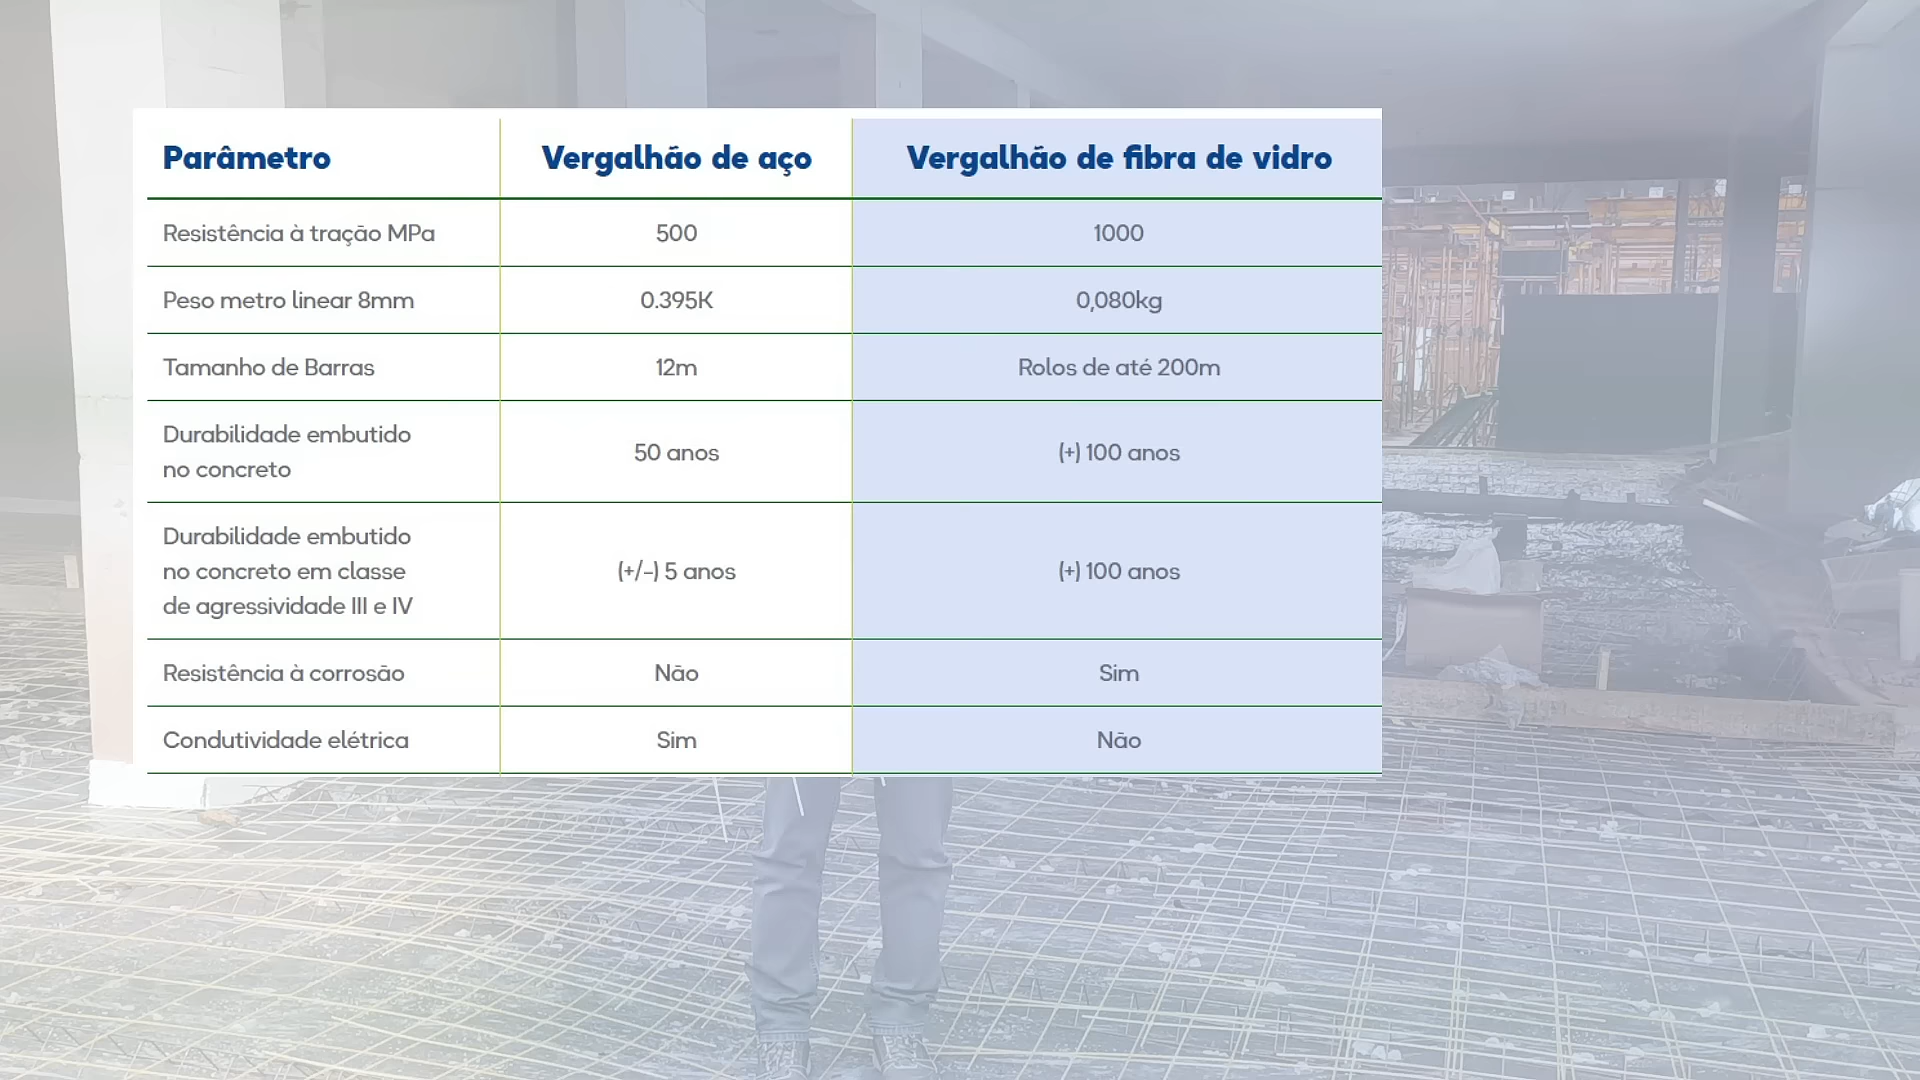 Parâmetro Vergalhão de aço Vergalhão de fibra de vidro
Resistência à tração MPa 500 1000
Peso metro linear 8mm 0.395K 0,080kg
Tamanho de Barras 12m Rolos de até 200m
Durabilidade embutido
no concreto 50 anos (+) 100 anos
Durabilidade embutido
no concreto em classe (+/-) 5 anos (+) 100 anos
de agressividade III e IV
Resistência à corrosão Não Sim
Condutividade elétrica Sim Não